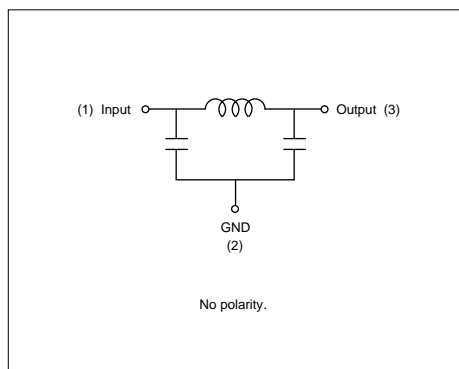 (1) Input
Output (3)
GND
(2)
No polarity.